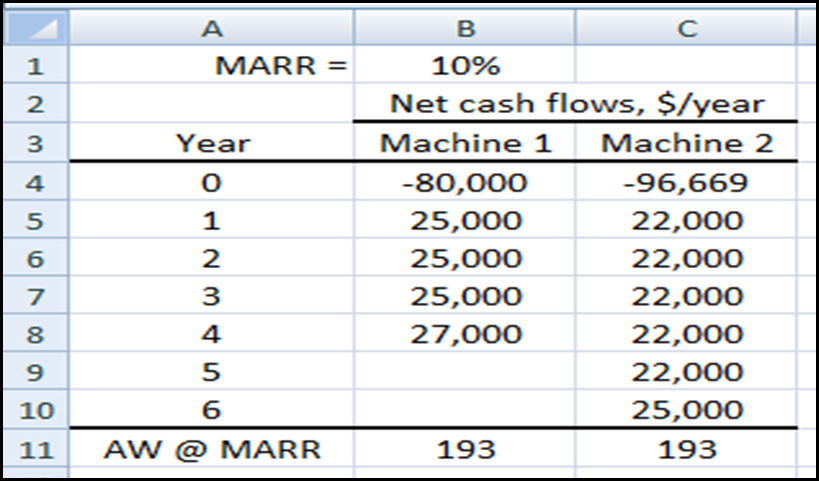 A B C
1 MARR = 10%
2 Net cash flows, $/year
3 Year Machine 1 Machine 2
4 0 -80,000 -96,669
5 1 25,000 22,000
6 2 25,000 22,000
7 3 25,000 22,000
8 4 27,000 22,000
9 5 22,000
10 6 25,000
11 AW @ MARR 193 193